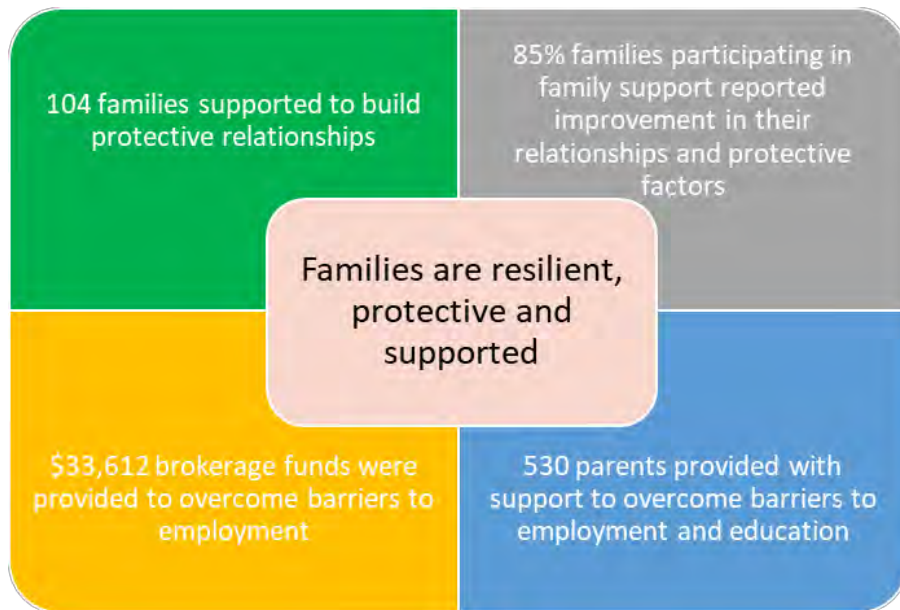 104 families supported to build
protective relationships
85% families participating in
family support reported
improvement in their
relationships and protective
factors
Families are resilient,
protective and
supported
$33,612 brokerage funds were
provided to overcome barriers to
employment
530 parents provided with
support to overcome barriers to
employment and education